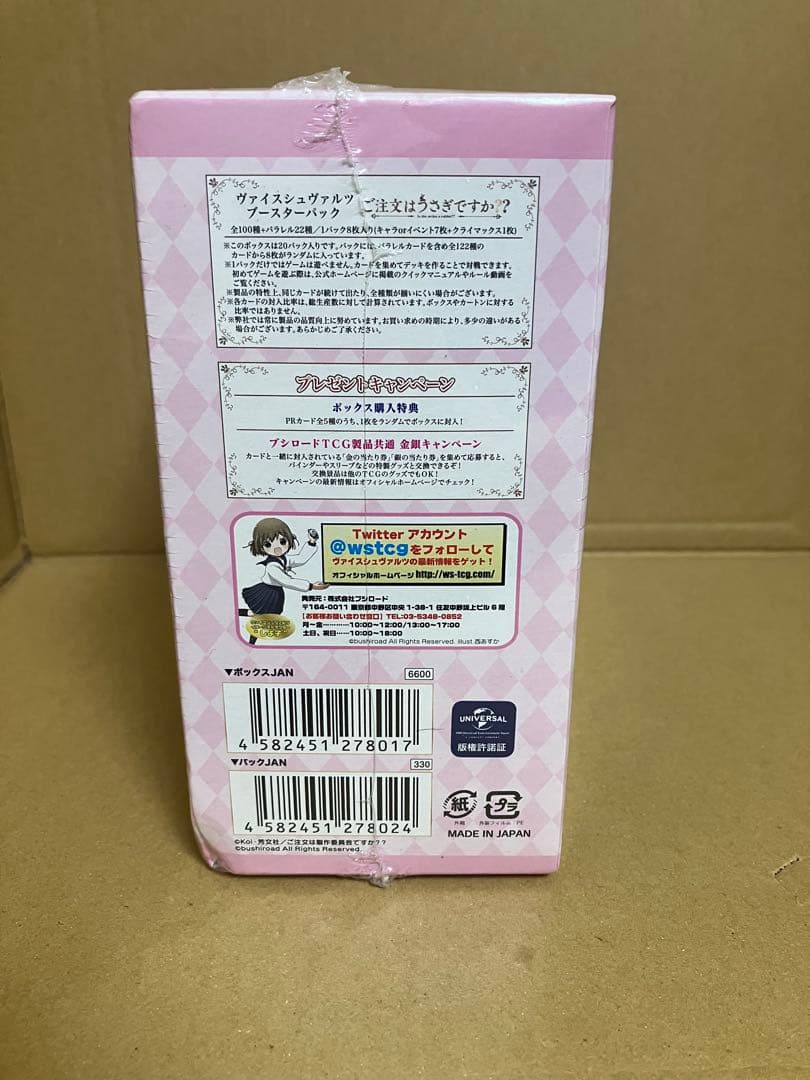 ヴァイスシュヴァルツ
ブースターパック
ご注文はうさぎですか??
Is the order a rabbit??
全100種+パラレル22種/1パック8枚入り(キャラorイベント7枚+クライマックス1枚)
※このボックスは20パック入りです。パックには、パラレルカードを含め全122種の
カードから8枚がランダムに入っています。
※1パックだけではゲームは遊べません。カードを集めてデッキを作ることで対戦できます。
初めてゲームを遊ぶ際は、公式ホームページに掲載のクイックマニュアルやルール動画を
ご覧ください。
※製品の特性上、同じカードが続けて出たり、全種類が揃いにくい場合がございます。
※各カードの封入比率は、総生産数に対して計算されています。ボックスやカートンに対する
比率ではありません。
※弊社では常に製品の品質向上に努めています。お買い求めの時期により、多少の違いがある
場合がございます。あらかじめご了承ください。
プレゼントキャンペーン
ボックス購入特典
PRカード全5種のうち、1枚をランダムでボックスに封入!
ブシロードTCG製品共通 金銀キャンペーン
カードと一緒に封入されている「金の当たり券」「銀の当たり券」を集めて応募すると、
バインダーやスリーブなどの特製グッズと交換できるぞ!
交換景品は他のTCGのグッズでもOK!
キャンペーンの最新情報はオフィシャルホームページでチェック!
Twitter アカウント
@wstcgをフォローして
ヴァイスシュヴァルツの最新情報をゲット!
オフィシャルホームページ http://ws-tcg.com/
発売元:株式会社ブシロード
〒164-0011 東京都中野区中央 1-38-1 住友中野坂上ビル 6 階
【お客様お問い合わせ窓口】TEL:03-5348-0852
月~金………10:00~12:00/13:00~17:00
土日、祝日……10:00~18:00
©bushiroad All Rights Reserved. illust.西あすか
▼ボックスJAN
6600
4 582451 278017
UNIVERSAL
版権許諾証
▼パックJAN
330
4 582451 278024
紙
外箱
プラ
外装フィルム:PE
MADE IN JAPAN
©Koi・芳文社/ご注文は製作委員会ですか??
©bushiroad All Rights Reserved.